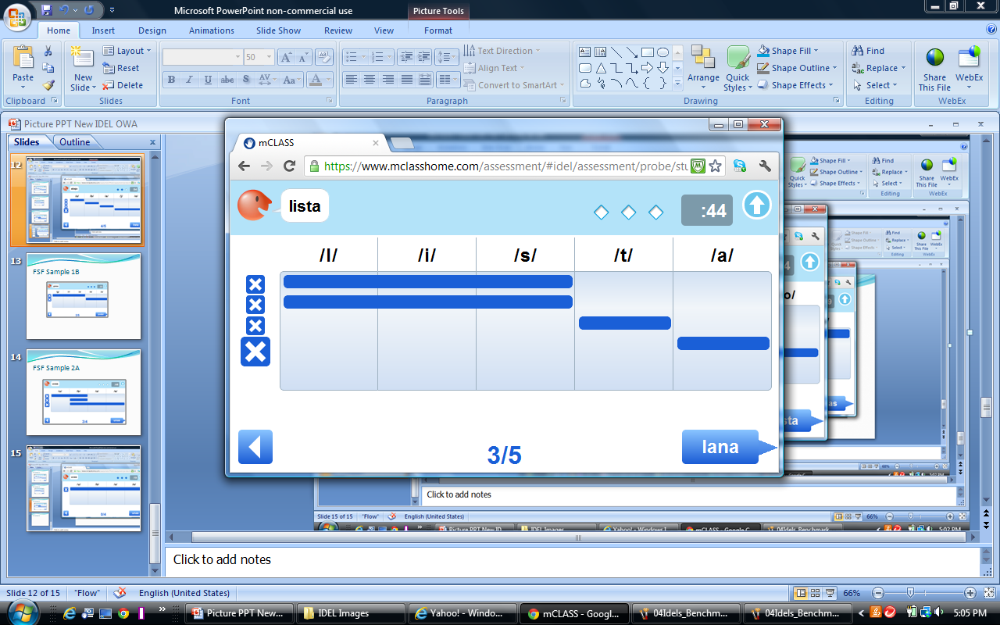 Microsoft PowerPoint non-commercial use
Picture Tools
Home Insert Design Animations Slide Show Review View Format
Paste
New Slide
Layout
Reset
Delete
50
B I U abc S AV Aa A
Text Direction
Align Text
Convert to SmartArt
Arrange
Quick Styles
Shape Fill
Shape Outline
Shape Effects
Find
Replace
Select
Share This File
WebEx
Clipboard Slides Font Paragraph Drawing Editing WebEx
Picture PPT New IDEL OWA
Slides Outline
12
13
FSF Sample 1B
14
FSF Sample 2A
15
mCLASS
https://www.mclasshome.com/assessment/#idel/assessment/probe/stu
lista
:44
/l/ /i/ /s/ /t/ /a/
3/5
lana
Shape Fill
Shape Outline
Shape Effects
Share This File
WebEx
Find
Replace
Select
Editing
WebEx
Click to add notes
Slide 15 of 15 "Flow" English (United States) 66%
5:02 PM
Click to add notes
Slide 12 of 15 "Flow" English (United States) 66%
Picture PPT New... IDEL Images Yahoo! - Windo... mCLASS - Googl... 04Idels_Benchm... 04Idels_Benchm... 5:05 PM